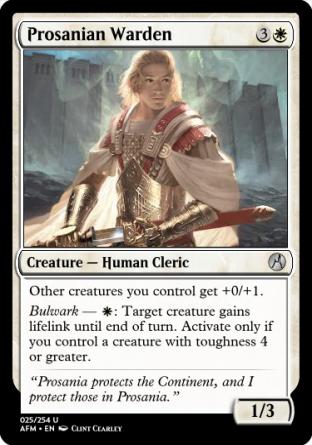 Prosanian Warden 3
Creature — Human Cleric
Other creatures you control get +0/+1.
Bulwark — : Target creature gains
lifelink until end of turn. Activate only if
you control a creature with toughness 4
or greater.
“Prosania protects the Continent, and I
protect those in Prosania.”
1/3
025/254 U
AFM • EN Clint Cearley